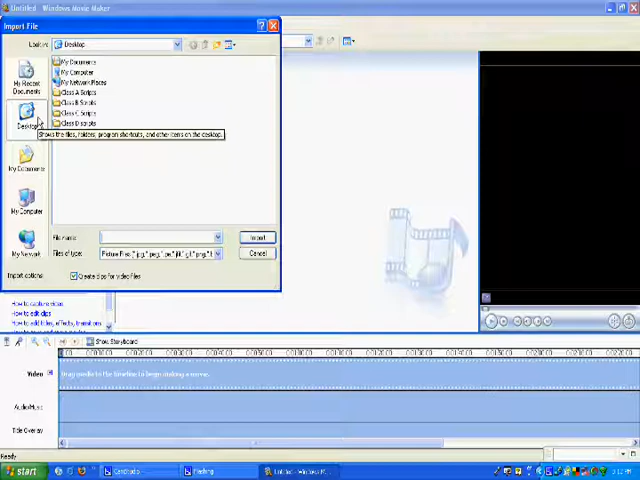 Untitled - Windows Movie Maker
Import File
Look in:
Desktop
My Recent
Documents
Desktop
My Documents
My Computer
My Network
My Documents
My Computer
My Network Places
Class A Scripts
Class B Scripts
Class C Scripts
Class D scripts
Shows the files, folders, program shortcuts, and other items on the desktop.
File name:
Import
Files of type:
Cancel
Import options:
Create clips for video files
How to capture video
How to edit clips
How to add titles, effects, transitions
Show Storyboard
Video
Drag media to the timeline to begin making a movie.
Audio/Music
Title Overlay
Ready
start
CamStudio
Untitled - Windows M...